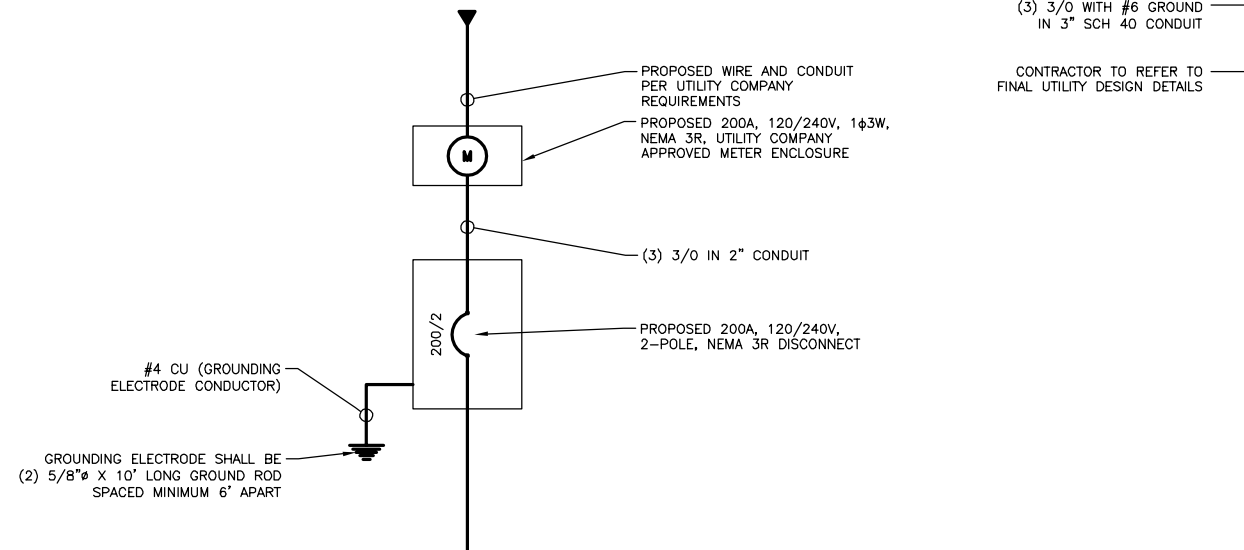 (3) 3/0 WITH #6 GROUND
IN 3" SCH 40 CONDUIT
PROPOSED WIRE AND CONDUIT
PER UTILITY COMPANY
REQUIREMENTS
CONTRACTOR TO REFER TO
FINAL UTILITY DESIGN DETAILS
PROPOSED 200A, 120/240V, 1ϕ3W,
NEMA 3R, UTILITY COMPANY
APPROVED METER ENCLOSURE
M
(3) 3/0 IN 2" CONDUIT
200/2
PROPOSED 200A, 120/240V,
2-POLE, NEMA 3R DISCONNECT
#4 CU (GROUNDING
ELECTRODE CONDUCTOR)
GROUNDING ELECTRODE SHALL BE
(2) 5/8"ø X 10' LONG GROUND ROD
SPACED MINIMUM 6' APART